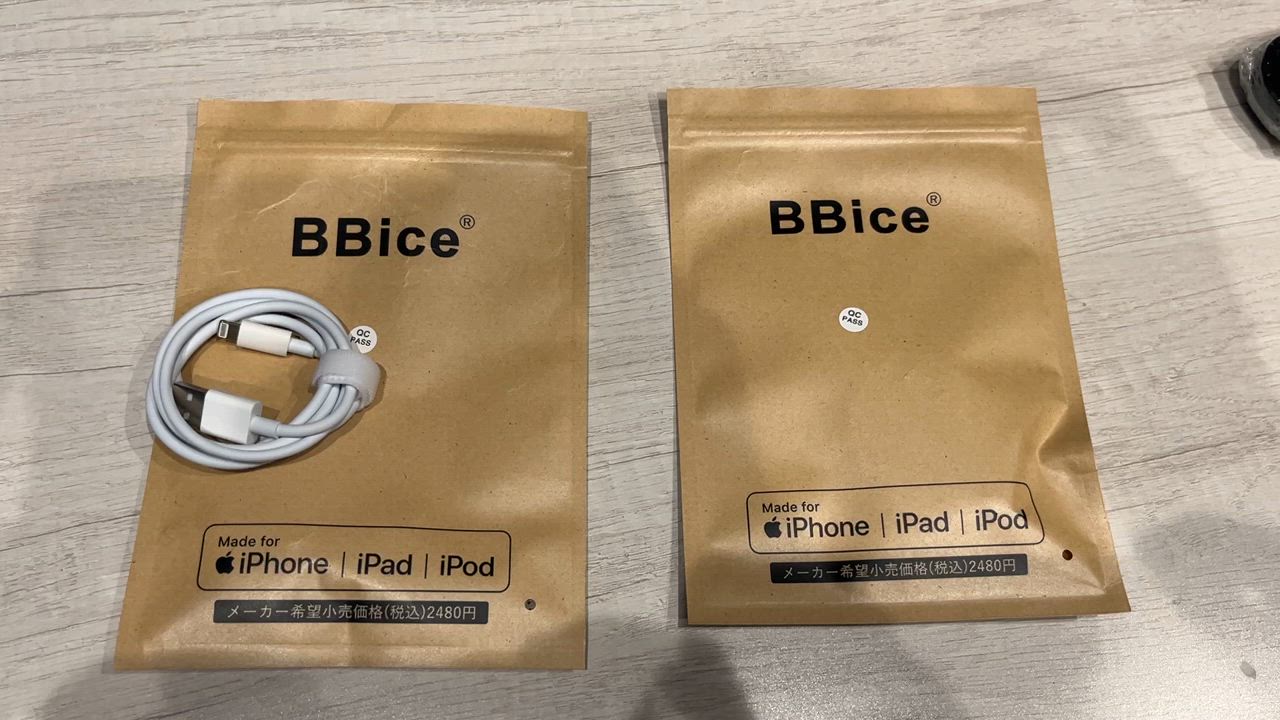 BBice®
QC
PASS
Made for
iPhone | iPad | iPod
メーカー希望小売価格(税込)2480円
BBice®
QC
PASS
Made for
iPhone | iPad | iPod
メーカー希望小売価格(税込)2480円